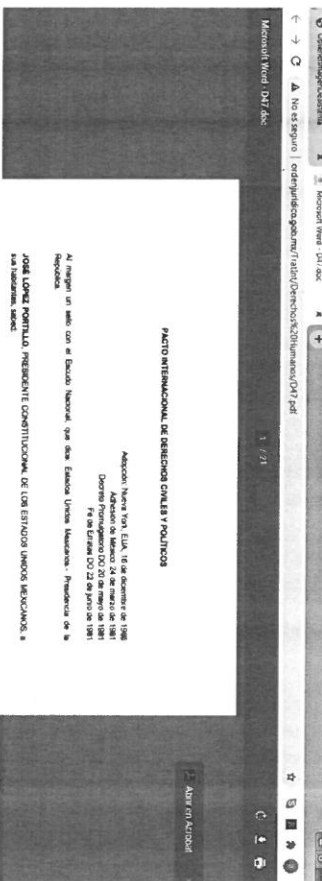 Microsoft Word - D47.doc
No es seguro | ordenjuridico.gob.mx/TratInt/Derechos%20Humanos/D47.pdf
Microsoft Word - D47.doc
1 / 21
Abrir en Acrobat
PACTO INTERNACIONAL DE DERECHOS CIVILES Y POLÍTICOS
Adopción: Nueva York, EUA, 16 de diciembre de 1966
Adhesión de México: 24 de marzo de 1981
Decreto Promulgatorio DO 20 de mayo de 1981
Fe de Erratas DO 22 de junio de 1981
Al margen un sello con el Escudo Nacional, que dice: Estados Unidos Mexicanos.- Presidencia de la
República.
JOSÉ LÓPEZ PORTILLO, PRESIDENTE CONSTITUCIONAL DE LOS ESTADOS UNIDOS MEXICANOS, a
sus habitantes, sabed: